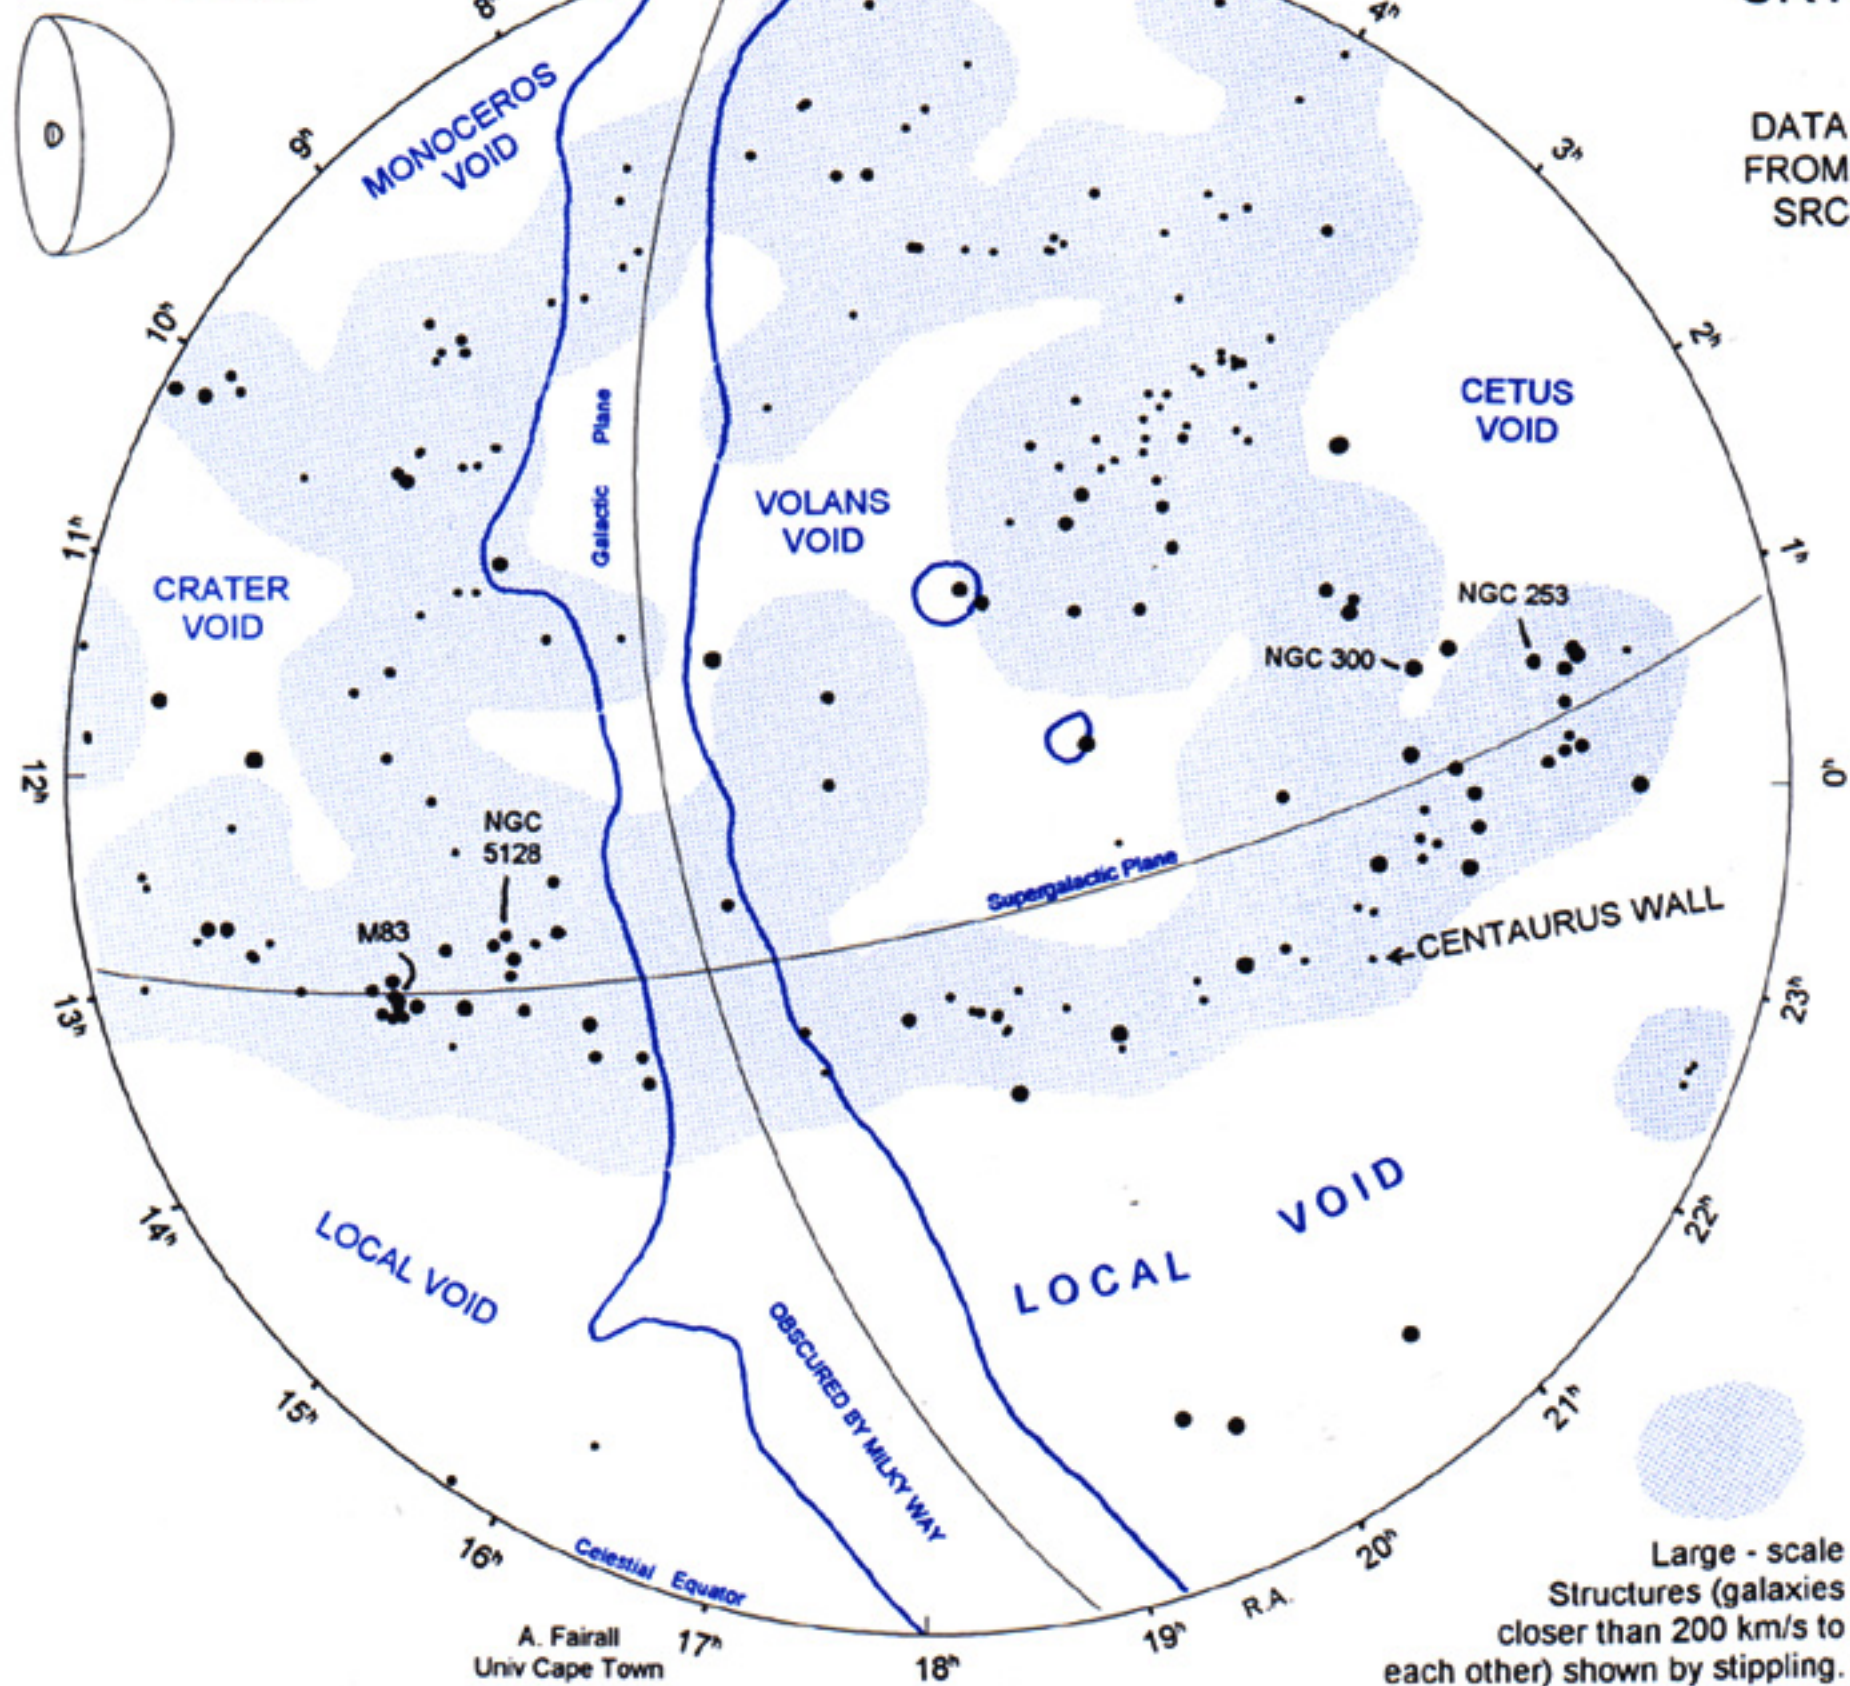 8
4ʰ
MONOCEROS
VOID
9ʰ
3ʰ
DATA
FROM
SRC
10ʰ
2ʰ
CETUS
VOID
Galactic Plane
VOLANS
VOID
11ʰ
1ʰ
CRATER
VOID
NGC 253
NGC 300
12ʰ
0ʰ
NGC
5128
Supergalactic Plane
M83
←CENTAURUS WALL
13ʰ
23ʰ
14ʰ
22ʰ
LOCAL VOID
LOCAL VOID
OBSCURED BY MILKY WAY
15ʰ
21ʰ
16ʰ
20ʰ
Celestial Equator
R.A.
17ʰ
18ʰ
19ʰ
A. Fairall
Univ Cape Town
Large - scale
Structures (galaxies
closer than 200 km/s to
each other) shown by stippling.